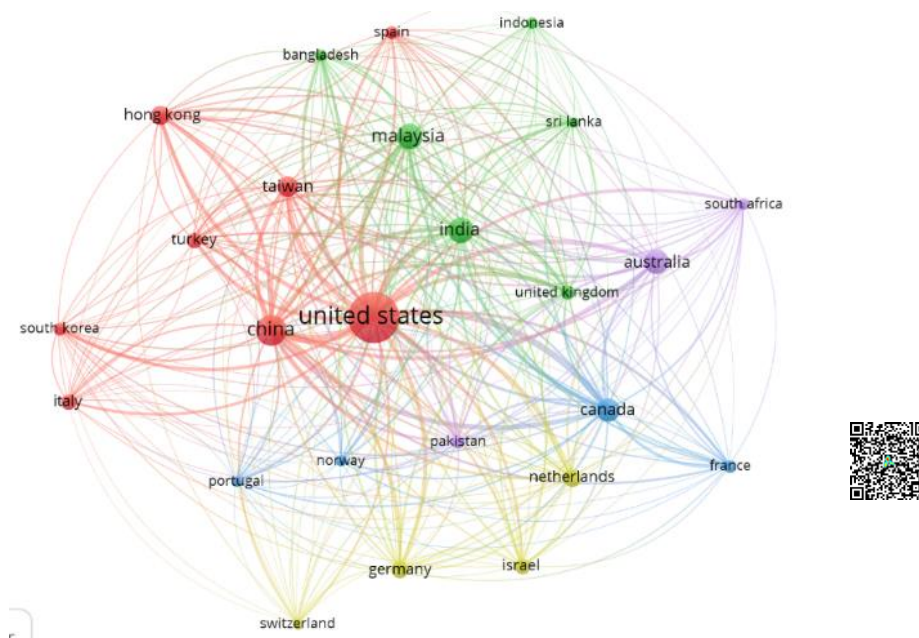 indonesia
spain
bangladesh
hong kong
sri lanka
malaysia
taiwan
south africa
india
turkey
australia
united kingdom
united states
south korea
china
italy
canada
pakistan
norway
france
netherlands
portugal
israel
germany
switzerland